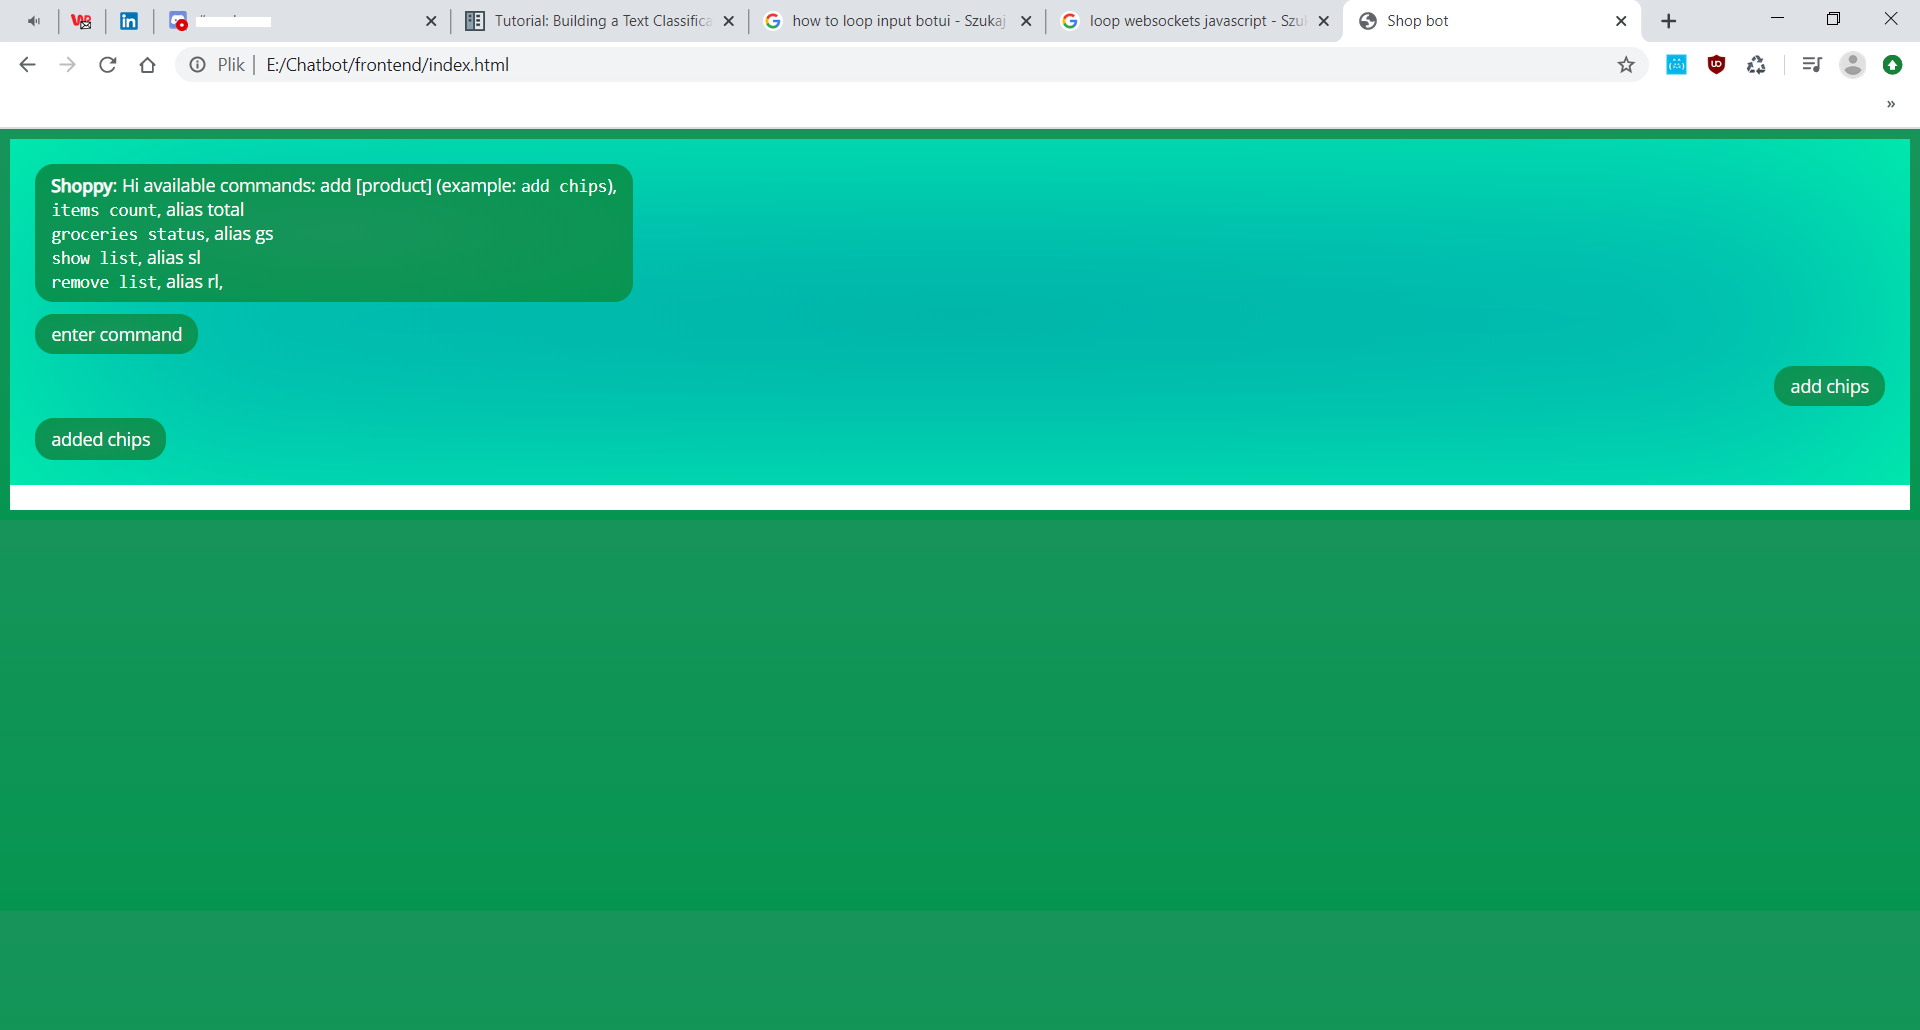 Tutorial: Building a Text Classifica
how to loop input botui - Szukaj
loop websockets javascript - Szu
Shop bot
Plik
E:/Chatbot/frontend/index.html
»
Shoppy: Hi available commands: add [product] (example: add chips),
items count, alias total
groceries status, alias gs
show list, alias sl
remove list, alias rl,
enter command
add chips
added chips